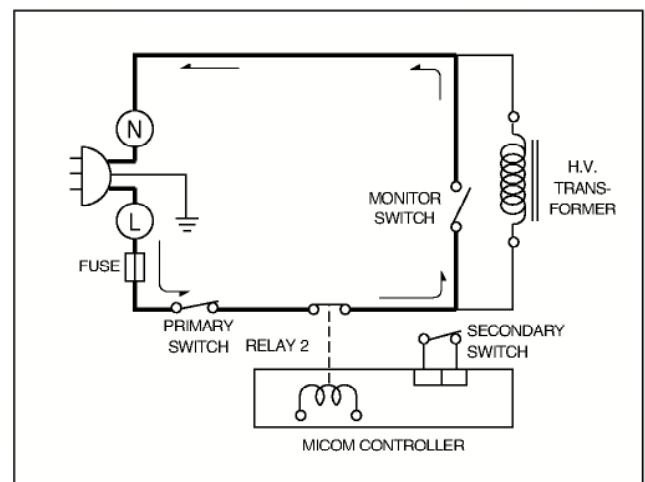 N
L
FUSE
PRIMARY
SWITCH
RELAY 2
MONITOR
SWITCH
H.V.
TRANS-
FORMER
SECONDARY
SWITCH
MICOM CONTROLLER